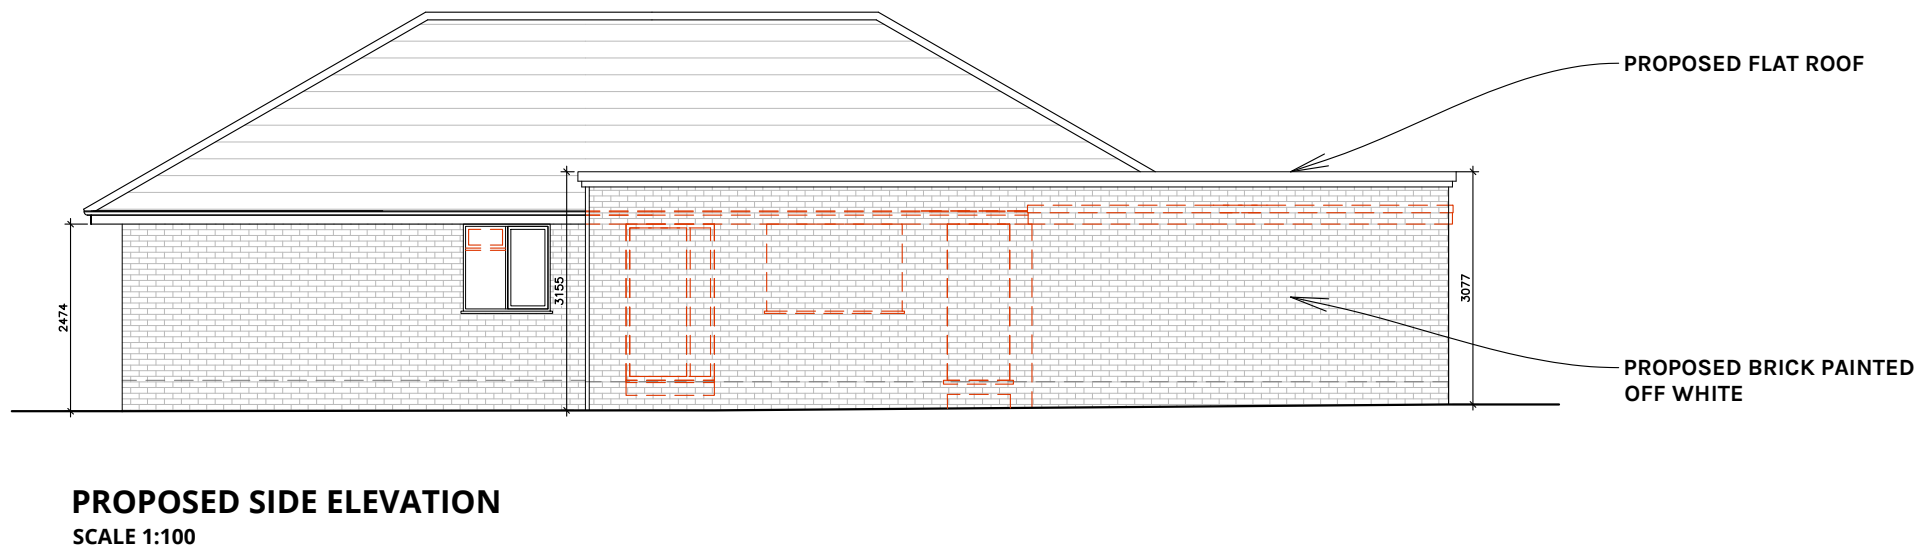 PROPOSED FLAT ROOF
2474
3155
3077
PROPOSED BRICK PAINTED
OFF WHITE
PROPOSED SIDE ELEVATION
SCALE 1:100